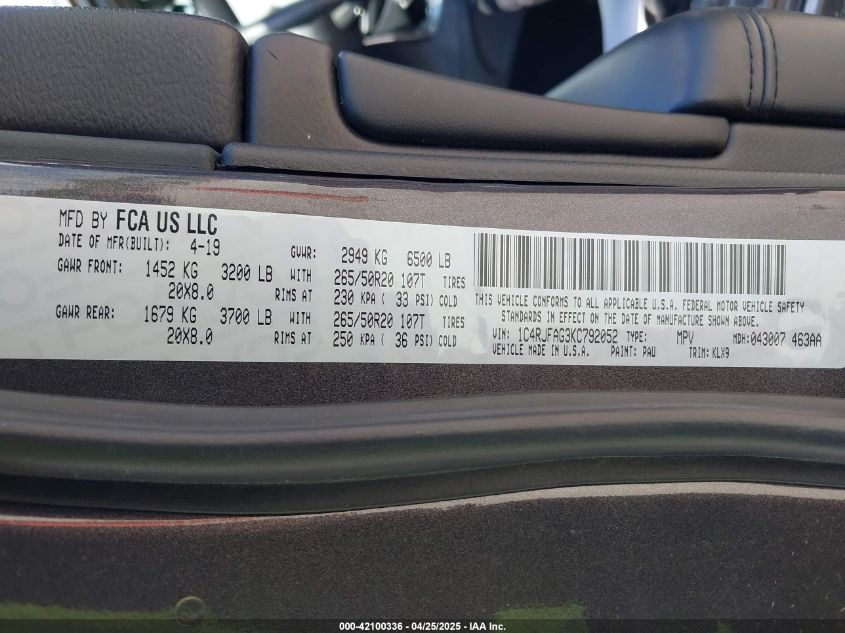 MFD BY FCA US LLC
DATE OF MFR(BUILT): 4-19 GVWR: 2949 KG 6500 LB
GAWR FRONT: 1452 KG 3200 LB WITH 265/50R20 107T TIRES
20X8.0 RIMS AT 230 KPA ( 33 PSI) COLD
GAWR REAR: 1679 KG 3700 LB WITH 265/50R20 107T TIRES
20X8.0 RIMS AT 250 KPA ( 36 PSI) COLD
THIS VEHICLE CONFORMS TO ALL APPLICABLE U.S.A. FEDERAL MOTOR VEHICLE SAFETY
STANDARDS IN EFFECT ON THE DATE OF MANUFACTURE SHOWN ABOVE.
VIN: 1C4RJFAG3KC792052 TYPE: MPV MDH:043007 463AA
VEHICLE MADE IN U.S.A. PAINT: PAU TRIM: KLX9
000-42100336 - 04/25/2025 - IAA Inc.